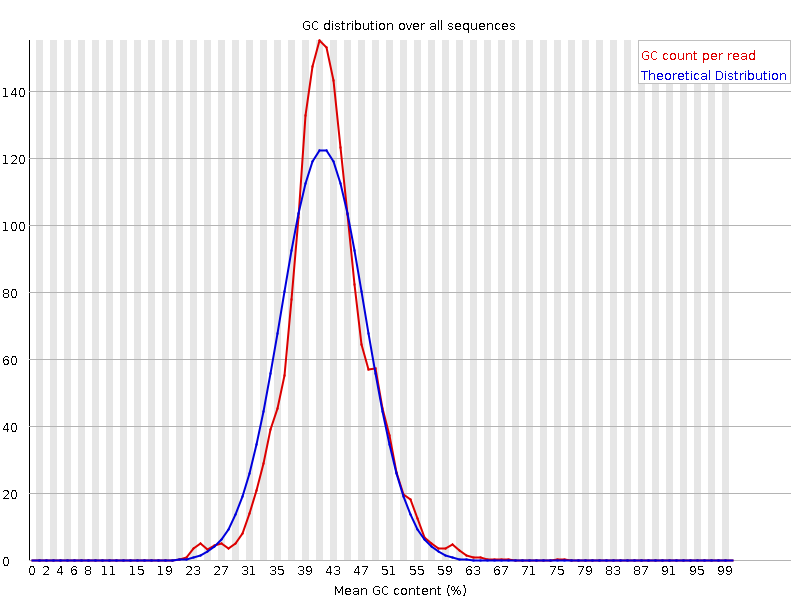 GC distribution over all sequences
GC count per read
Theoretical Distribution
140
120
100
80
60
40
20
0
0 2 4 6 8 11 15 19 23 27 31 35 39 43 47 51 55 59 63 67 71 75 79 83 87 91 95 99
Mean GC content (%)